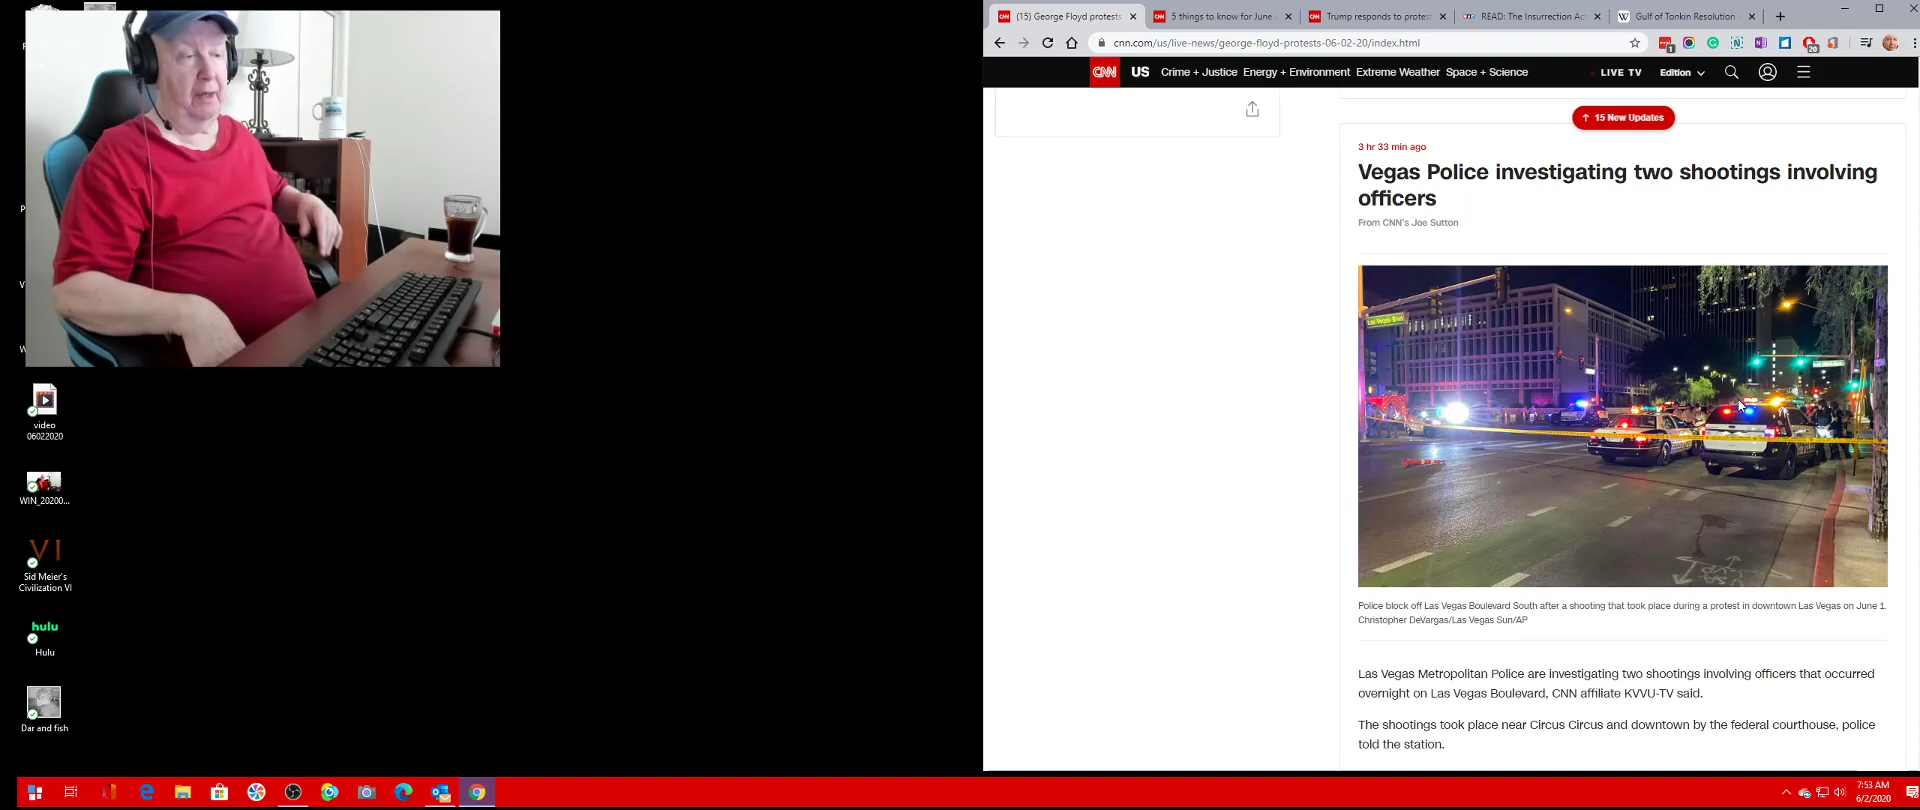 (15) George Floyd protests
5 things to know for June
Trump responds to protest
READ: The Insurrection Act
Gulf of Tonkin Resolution
cnn.com/us/live-news/george-floyd-protests-06-02-20/index.html
CNN US Crime + Justice Energy + Environment Extreme Weather Space + Science LIVE TV Edition
↑ 15 New Updates
3 hr 33 min ago
Vegas Police investigating two shootings involving
officers
From CNN's Joe Sutton
Las Vegas Blvd
Police block off Las Vegas Boulevard South after a shooting that took place during a protest in downtown Las Vegas on June 1.
Christopher DeVargas/Las Vegas Sun/AP
Las Vegas Metropolitan Police are investigating two shootings involving officers that occurred
overnight on Las Vegas Boulevard, CNN affiliate KVVU-TV said.
The shootings took place near Circus Circus and downtown by the federal courthouse, police
told the station.
video
06022020
WIN_20200...
VI
Sid Meier's
Civilization VI
hulu
Hulu
Dar and fish
7:53 AM
6/2/2020